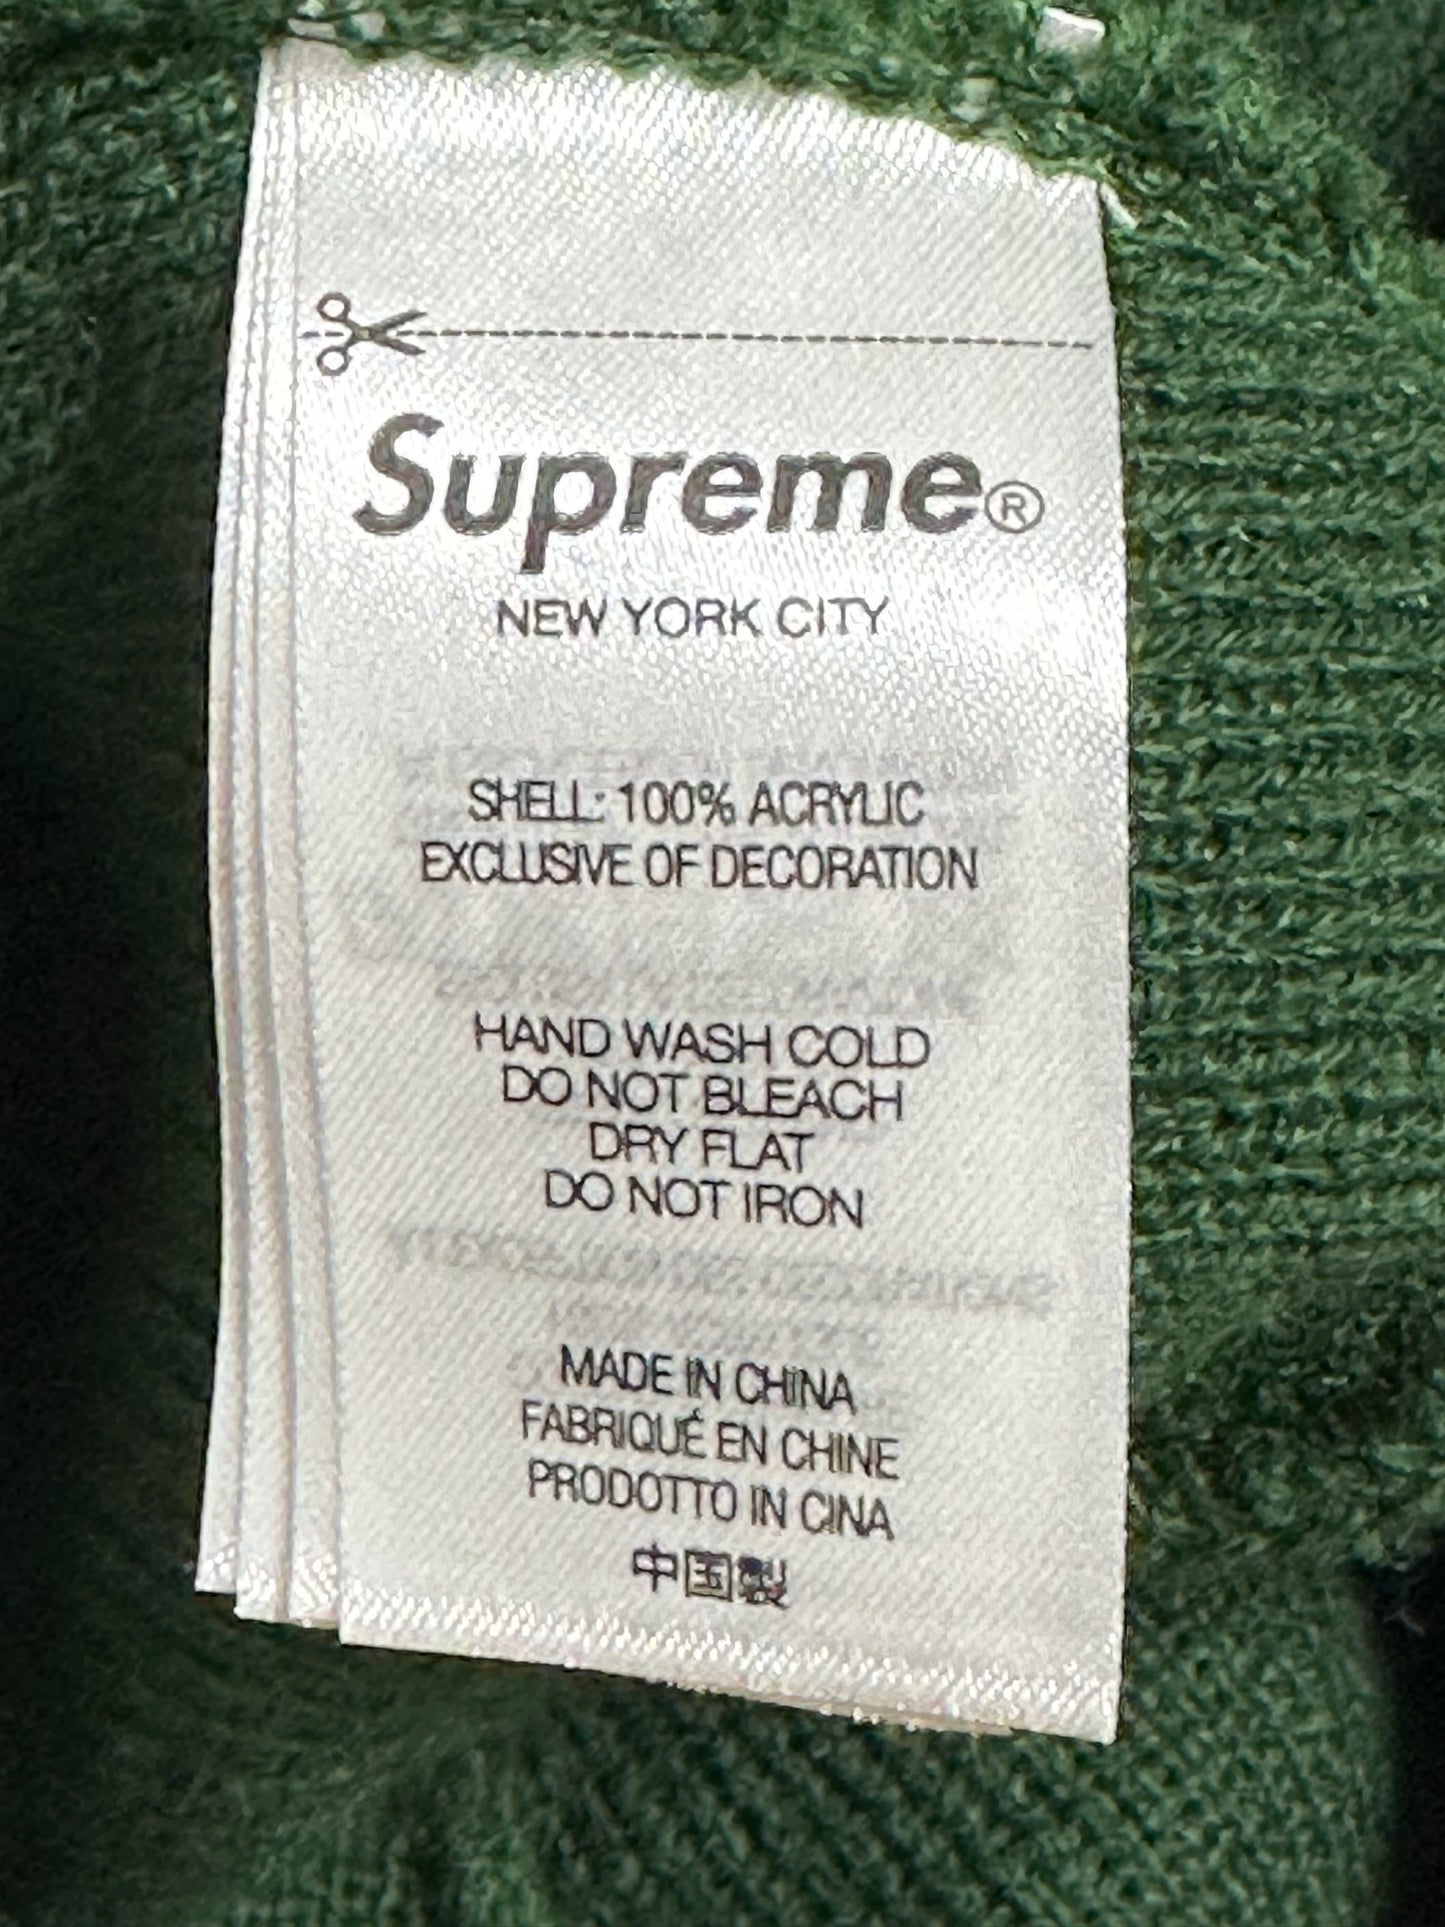 Supreme®
NEW YORK CITY
SHELL: 100% ACRYLIC
EXCLUSIVE OF DECORATION
HAND WASH COLD
DO NOT BLEACH
DRY FLAT
DO NOT IRON
MADE IN CHINA
FABRIQUÉ EN CHINE
PRODOTTO IN CINA
中国製